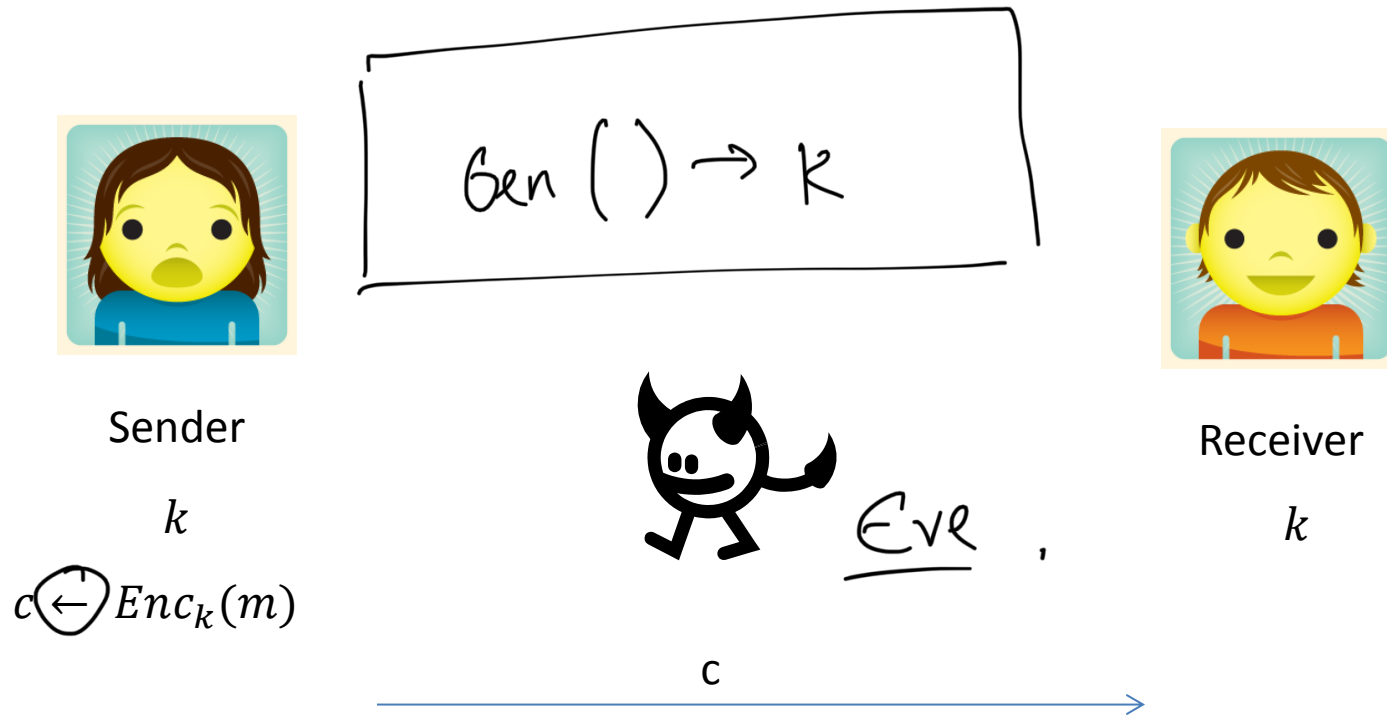 Gen ( ) → k
Sender
Receiver
Eve .
k
k
c ← Enc_k(m)
c